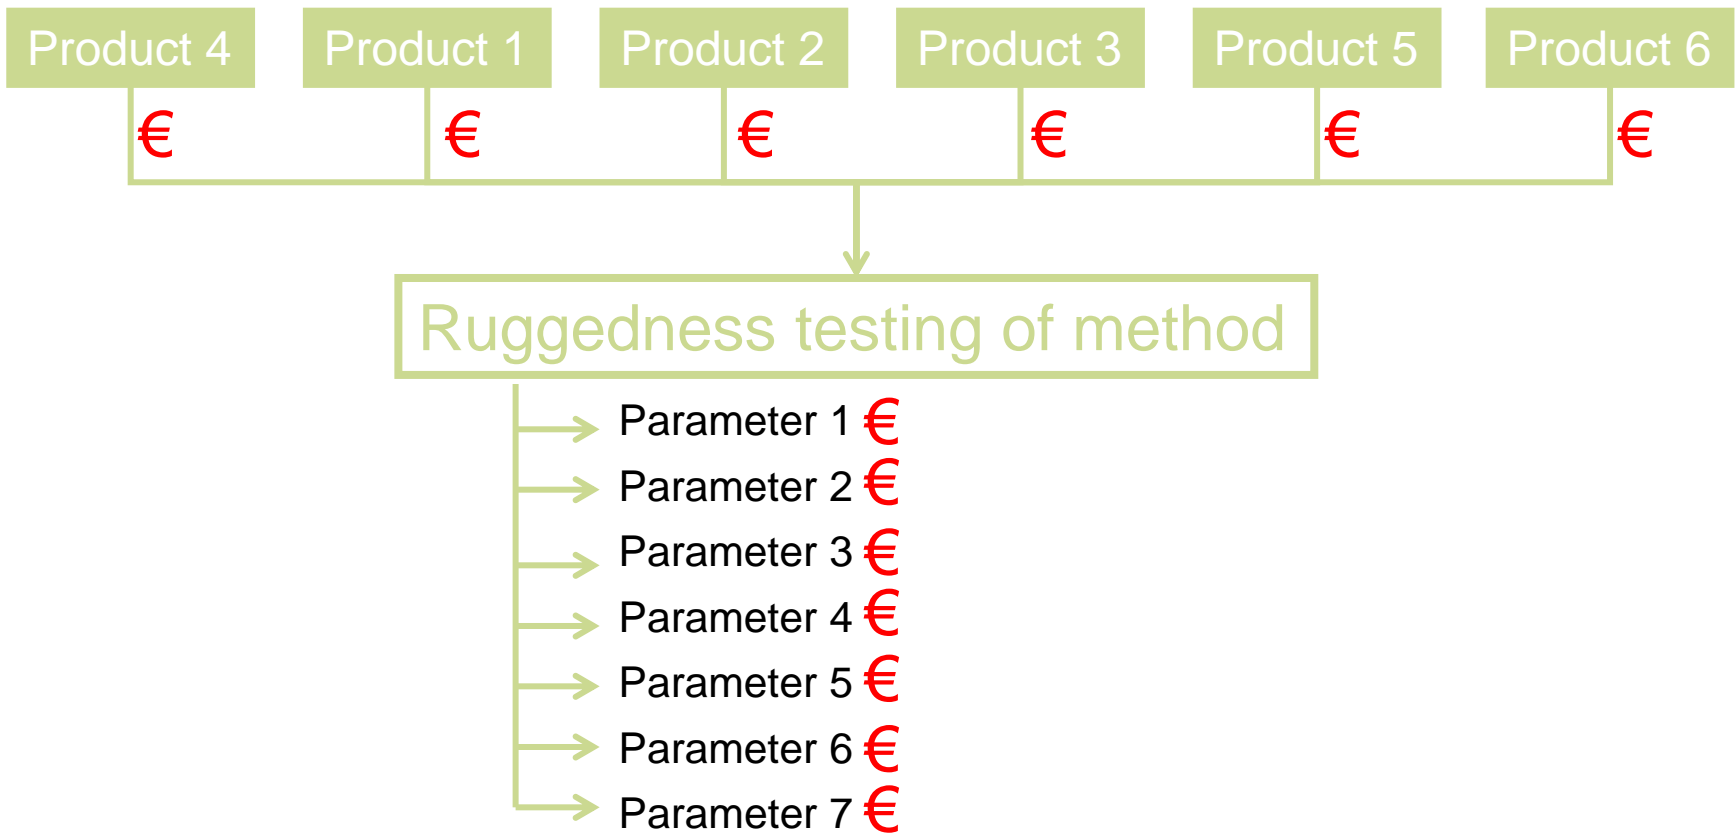 Product 4 Product 1 Product 2 Product 3 Product 5 Product 6
€ € € € € €
Ruggedness testing of method
Parameter 1 €
Parameter 2 €
Parameter 3 €
Parameter 4 €
Parameter 5 €
Parameter 6 €
Parameter 7 €